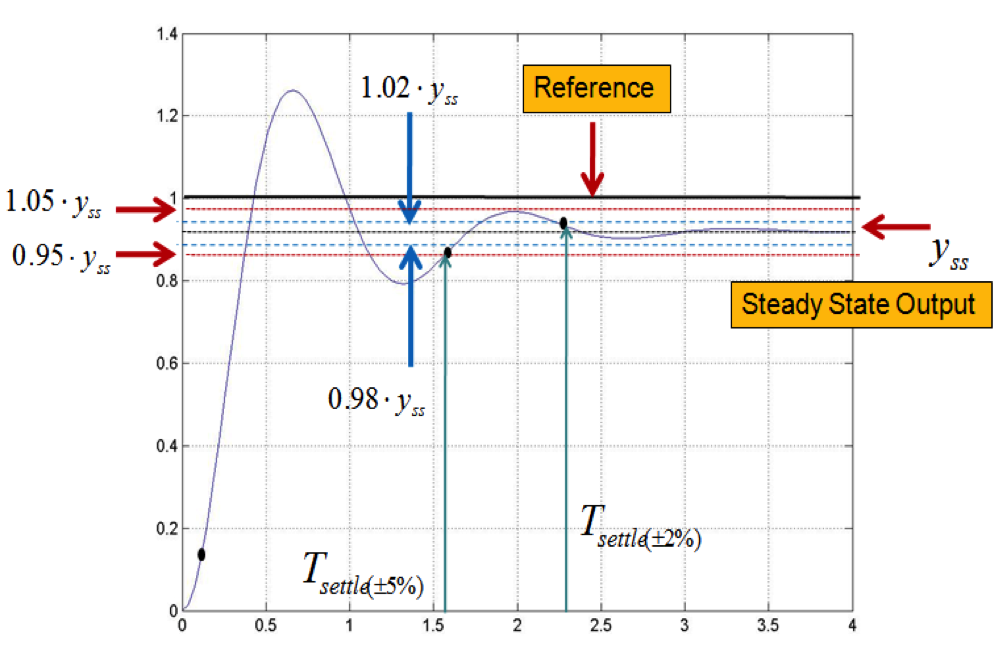 1.4
1.02 · y_ss
Reference
1.2
1.05 · y_ss
1
0.95 · y_ss
y_ss
0.8
Steady State Output
0.6
0.98 · y_ss
0.4
0.2
T_settle(±2%)
T_settle(±5%)
0
0 0.5 1 1.5 2 2.5 3 3.5 4